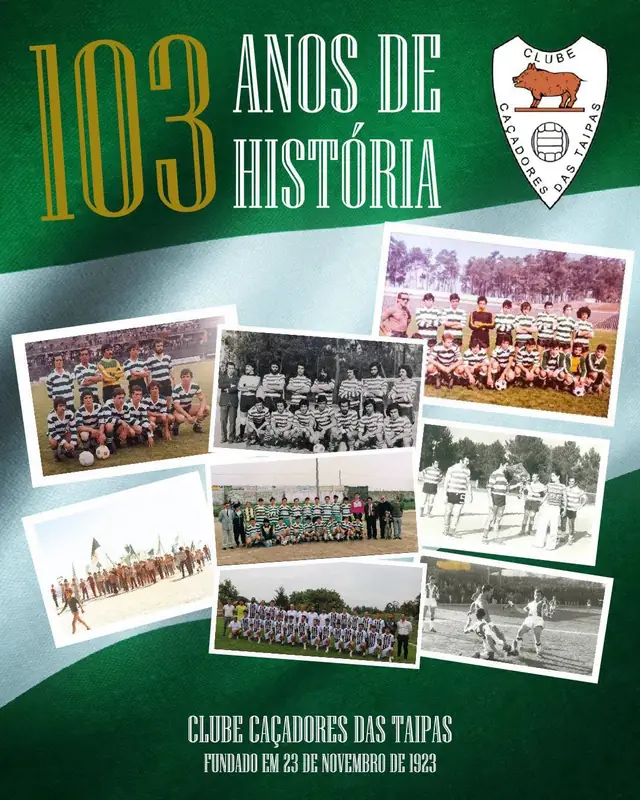 103
ANOS DE
HISTÓRIA
CLUBE
CAÇADORES DAS TAIPAS
CLUBE CAÇADORES DAS TAIPAS
FUNDADO EM 23 DE NOVEMBRO DE 1923